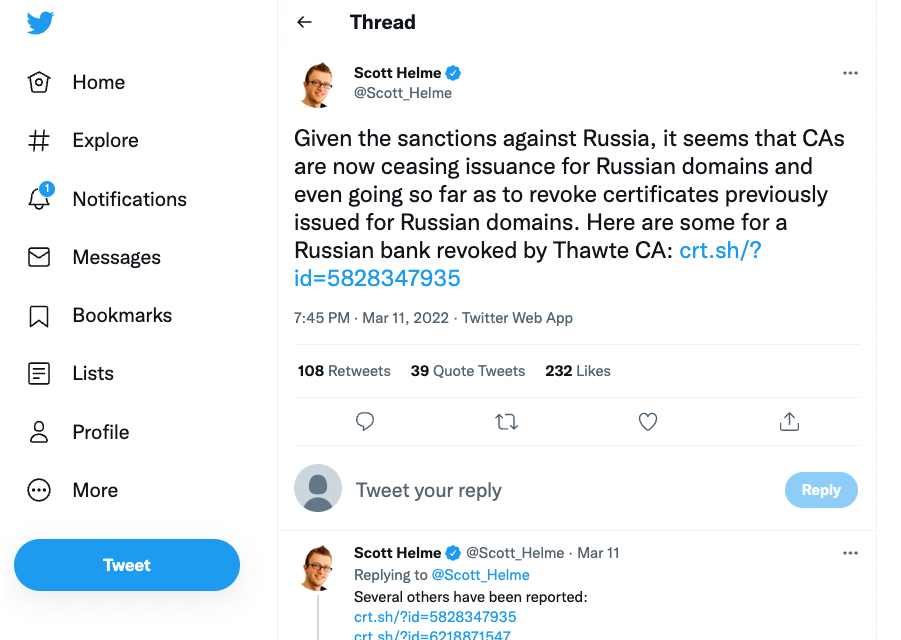 Thread
Home
Explore
1
Notifications
Messages
Bookmarks
Lists
Profile
More
Tweet
Scott Helme
@Scott_Helme
Given the sanctions against Russia, it seems that CAs
are now ceasing issuance for Russian domains and
even going so far as to revoke certificates previously
issued for Russian domains. Here are some for a
Russian bank revoked by Thawte CA: crt.sh/?
id=5828347935
7:45 PM · Mar 11, 2022 · Twitter Web App
108 Retweets 39 Quote Tweets 232 Likes
Tweet your reply
Reply
Scott Helme @Scott_Helme · Mar 11
Replying to @Scott_Helme
Several others have been reported:
crt.sh/?id=5828347935
crt.sh/?id=6218871547